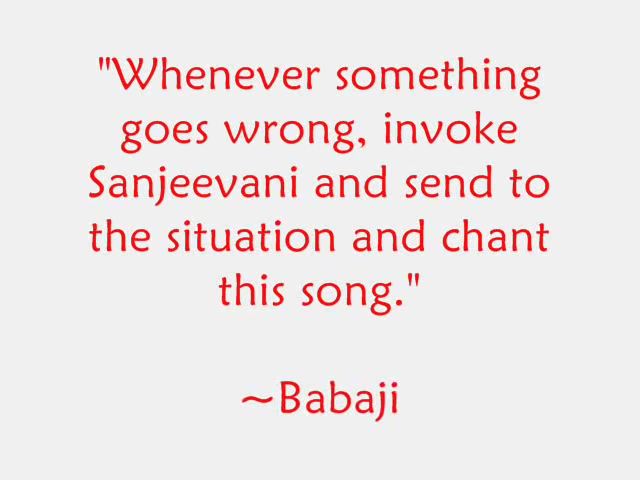 "Whenever something
goes wrong, invoke
Sanjeevani and send to
the situation and chant
this song."
~Babaji